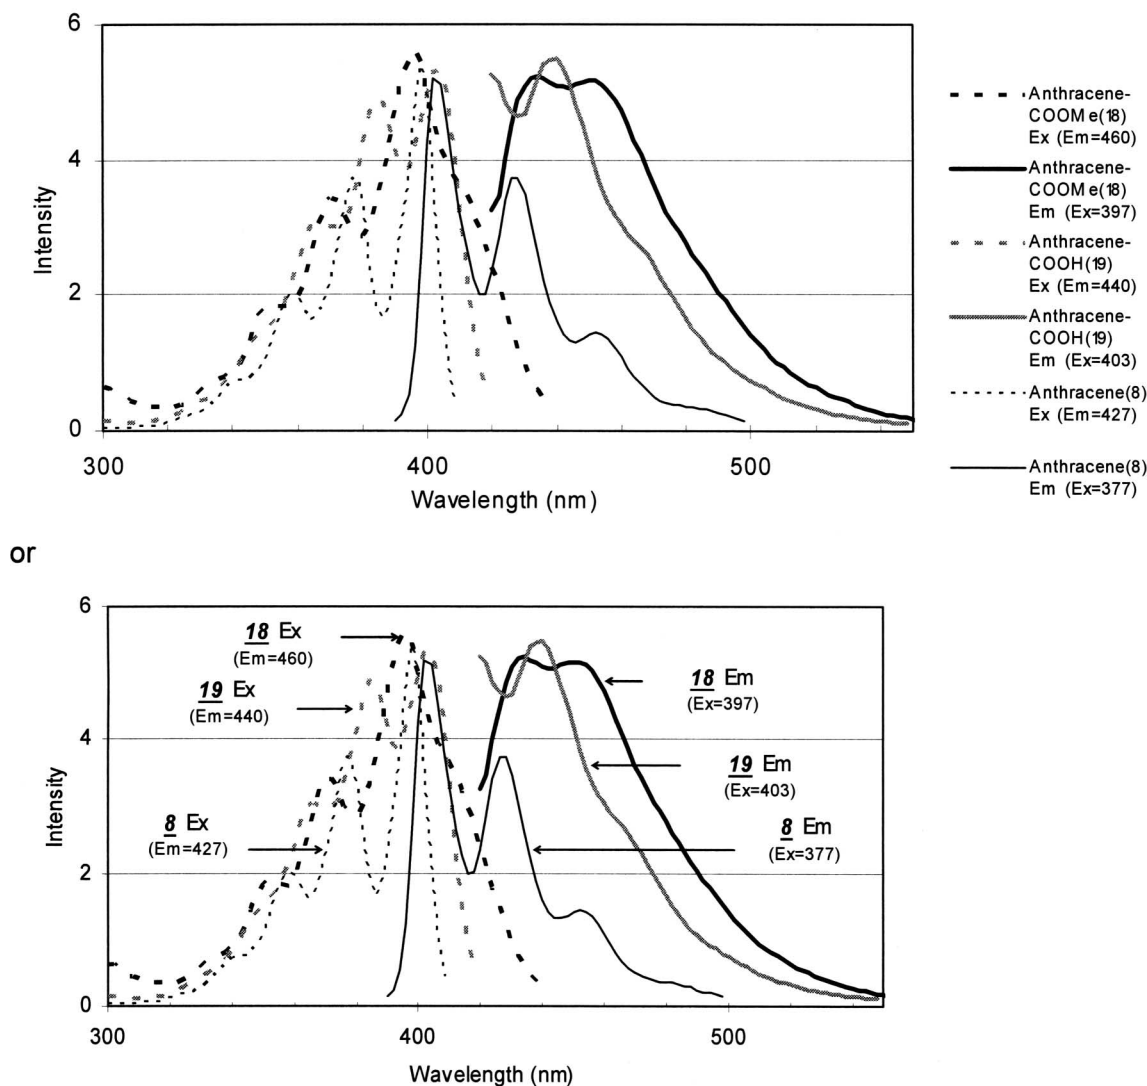 6
4
2
0
Intensity
300
400
500
Wavelength (nm)
Anthracene-
COOMe(18)
Ex (Em=460)
Anthracene-
COOMe(18)
Em (Ex=397)
Anthracene-
COOH(19)
Ex (Em=440)
Anthracene-
COOH(19)
Em (Ex=403)
Anthracene(8)
Ex (Em=427)
Anthracene(8)
Em (Ex=377)
or
6
4
2
0
Intensity
18 Ex
(Em=460)
19 Ex
(Em=440)
8 Ex
(Em=427)
18 Em
(Ex=397)
19 Em
(Ex=403)
8 Em
(Ex=377)
300
400
500
Wavelength (nm)